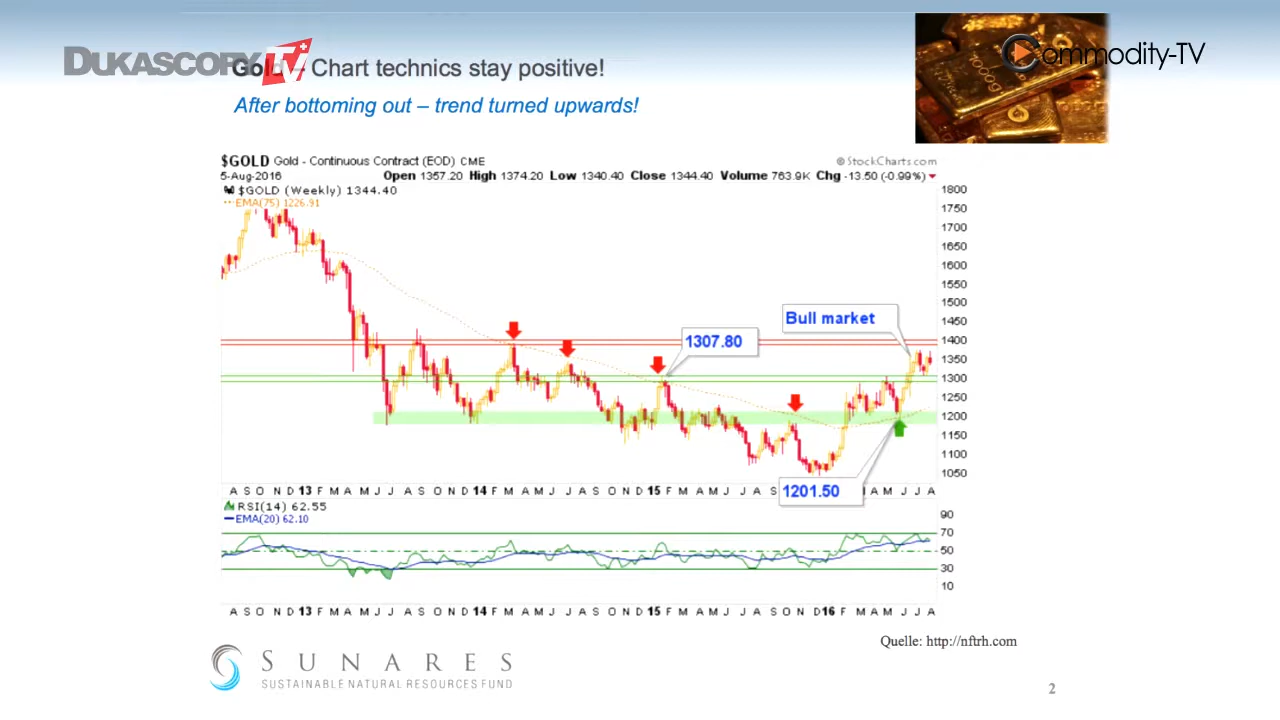 DUKASCOPY TV
Gold – Chart technics stay positive!
Commodity-TV
After bottoming out – trend turned upwards!
$GOLD Gold - Continuous Contract (EOD) CME
© StockCharts.com
5-Aug-2016
Open 1357.20 High 1374.20 Low 1340.40 Close 1344.40 Volume 763.9K Chg -13.50 (-0.99%)
$GOLD (Weekly) 1344.40
EMA(75) 1226.91
1800
1750
1700
1650
1600
1550
1500
1450
1400
1350
1300
1250
1200
1150
1100
1050
Bull market
1307.80
1201.50
A S O N D 13 F M A M J J A S O N D 14 F M A M J J A S O N D 15 F M A M J J A S A M J J A
RSI(14) 62.55
EMA(20) 62.10
90
70
50
30
10
A S O N D 13 F M A M J J A S O N D 14 F M A M J J A S O N D 15 F M A M J J A S O N D 16 F M A M J J A
Quelle: http://nftrh.com
SUNARES
SUSTAINABLE NATURAL RESOURCES FUND
2